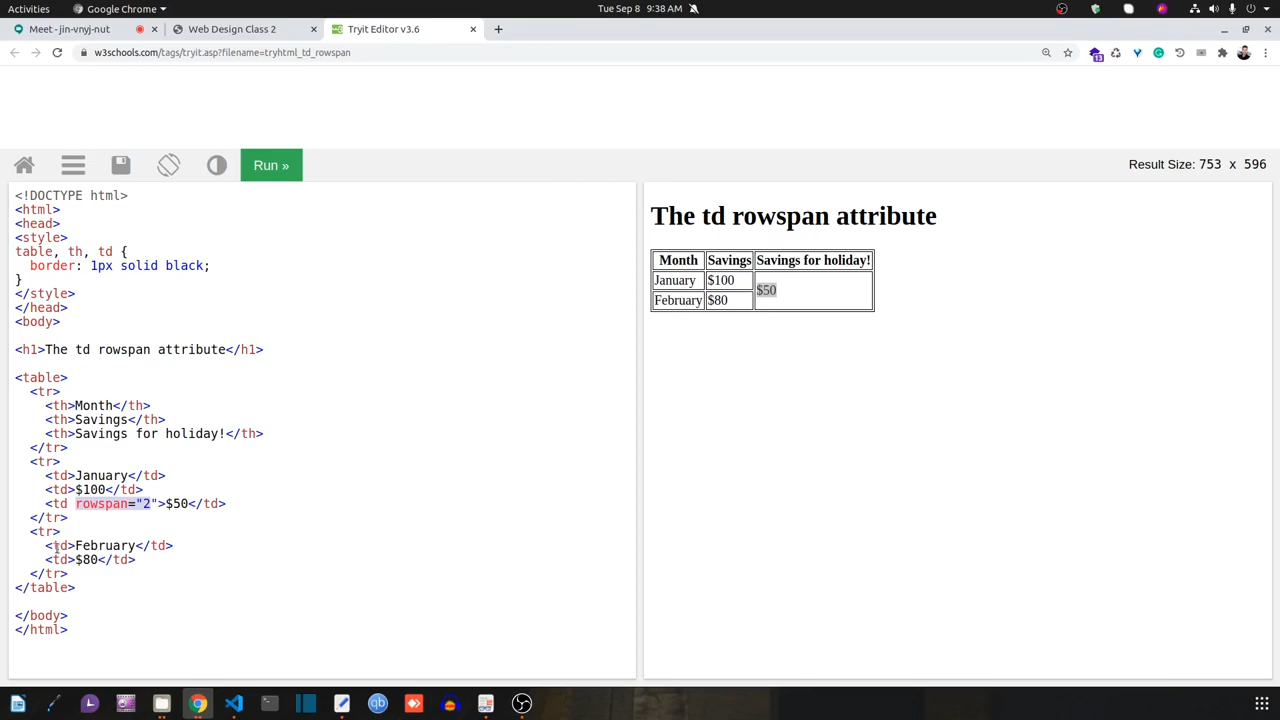 Activities
Google Chrome
Tue Sep 8 9:38 AM
Meet - jin-vnyj-nut
Web Design Class 2
Tryit Editor v3.6
w3schools.com/tags/tryit.asp?filename=tryhtml_td_rowspan
13
Run »
Result Size: 753 x 596
<!DOCTYPE html>
<html>
<head>
<style>
table, th, td {
  border: 1px solid black;
}
</style>
</head>
<body>
<h1>The td rowspan attribute</h1>
<table>
  <tr>
    <th>Month</th>
    <th>Savings</th>
    <th>Savings for holiday!</th>
  </tr>
  <tr>
    <td>January</td>
    <td>$100</td>
    <td rowspan="2">$50</td>
  </tr>
  <tr>
    <td>February</td>
    <td>$80</td>
  </tr>
</table>
</body>
</html>
The td rowspan attribute
Month Savings Savings for holiday!
January $100
$50
February $80
qb